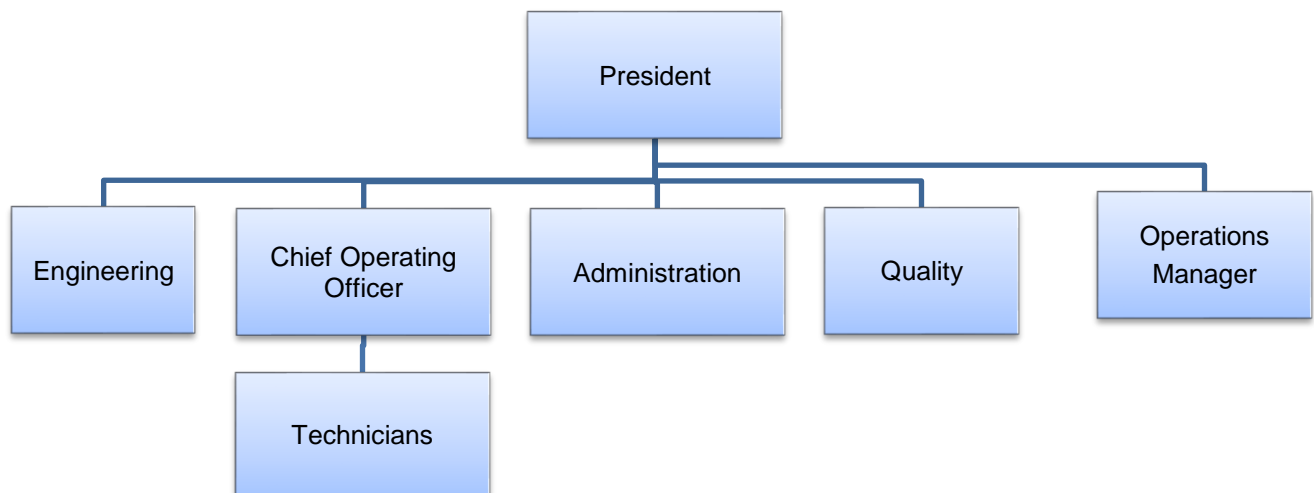 President
Engineering
Chief Operating
Officer
Administration
Quality
Operations
Manager
Technicians